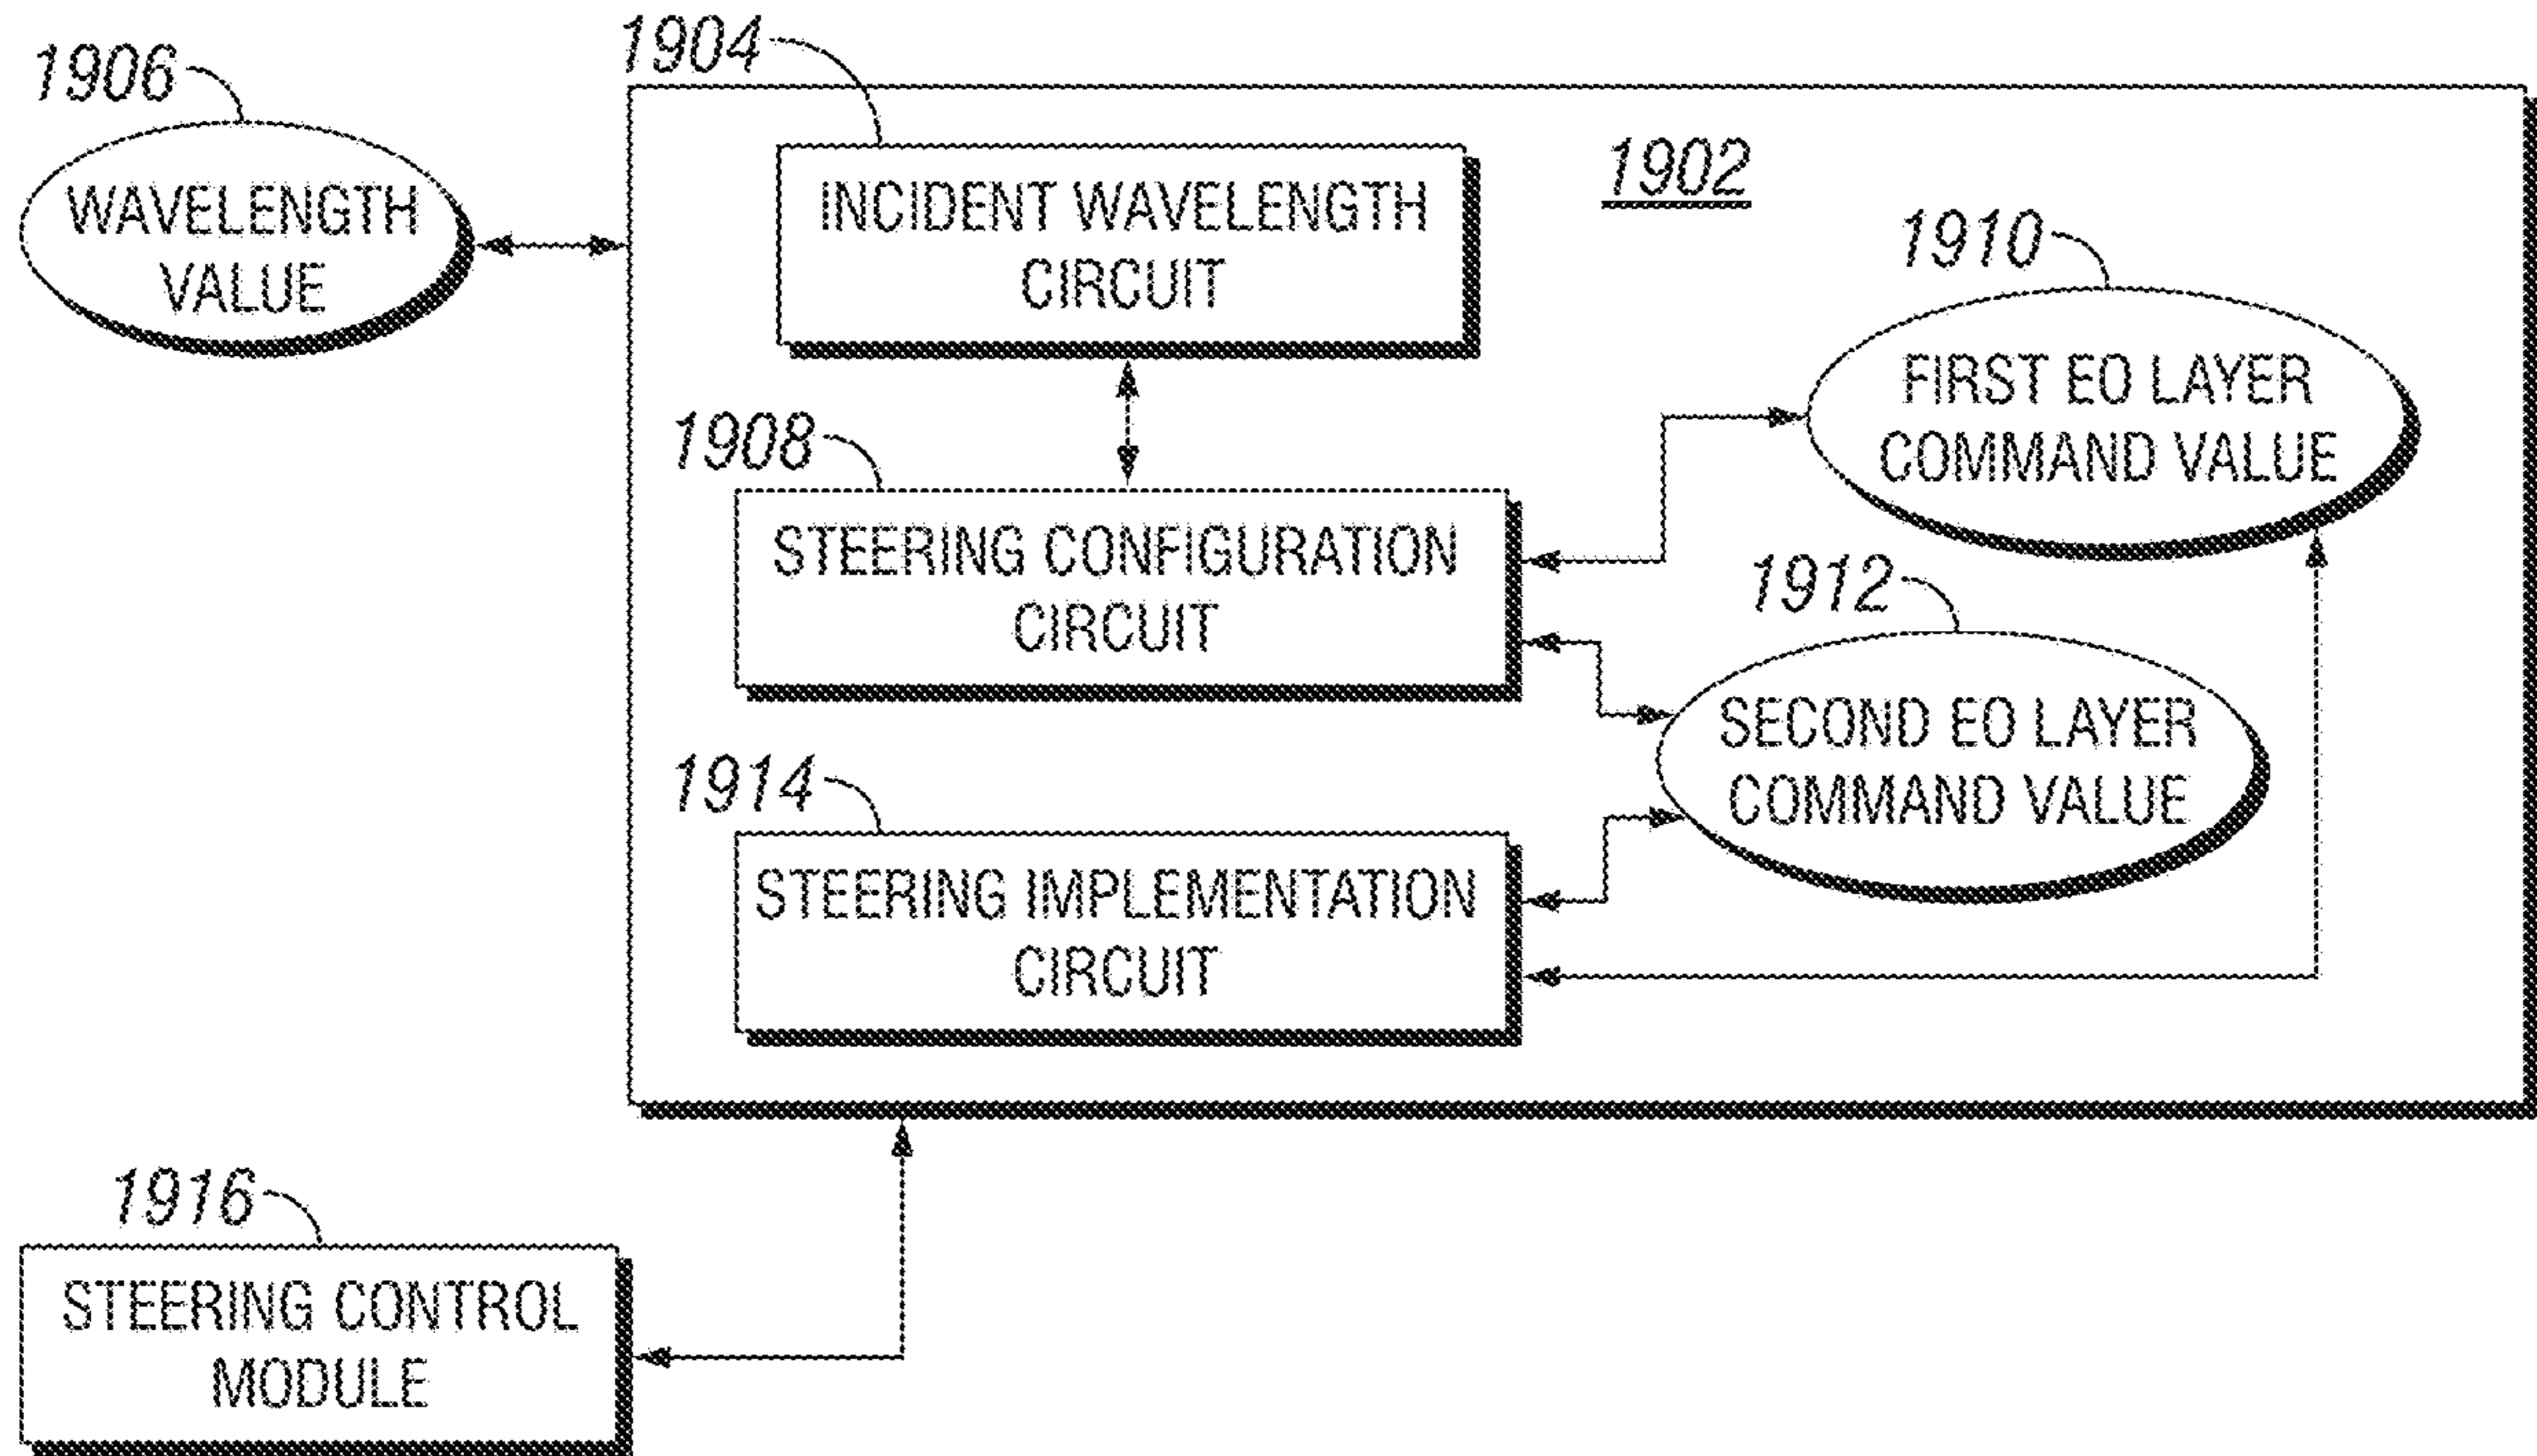 1904
1906
WAVELENGTH
VALUE
INCIDENT WAVELENGTH
CIRCUIT
1902
1910
FIRST EO LAYER
COMMAND VALUE
1908
STEERING CONFIGURATION
CIRCUIT
1912
SECOND EO LAYER
COMMAND VALUE
1914
STEERING IMPLEMENTATION
CIRCUIT
1916
STEERING CONTROL
MODULE